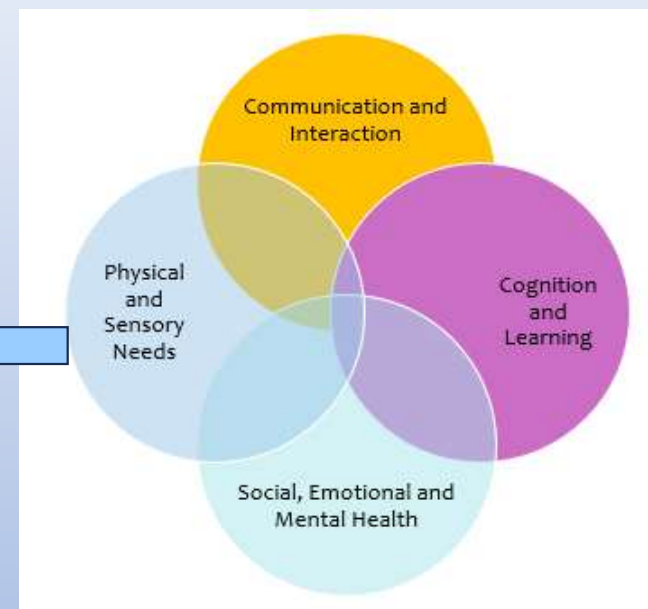 Communication and
Interaction
Physical
and
Sensory
Needs
Cognition
and
Learning
Social, Emotional and
Mental Health